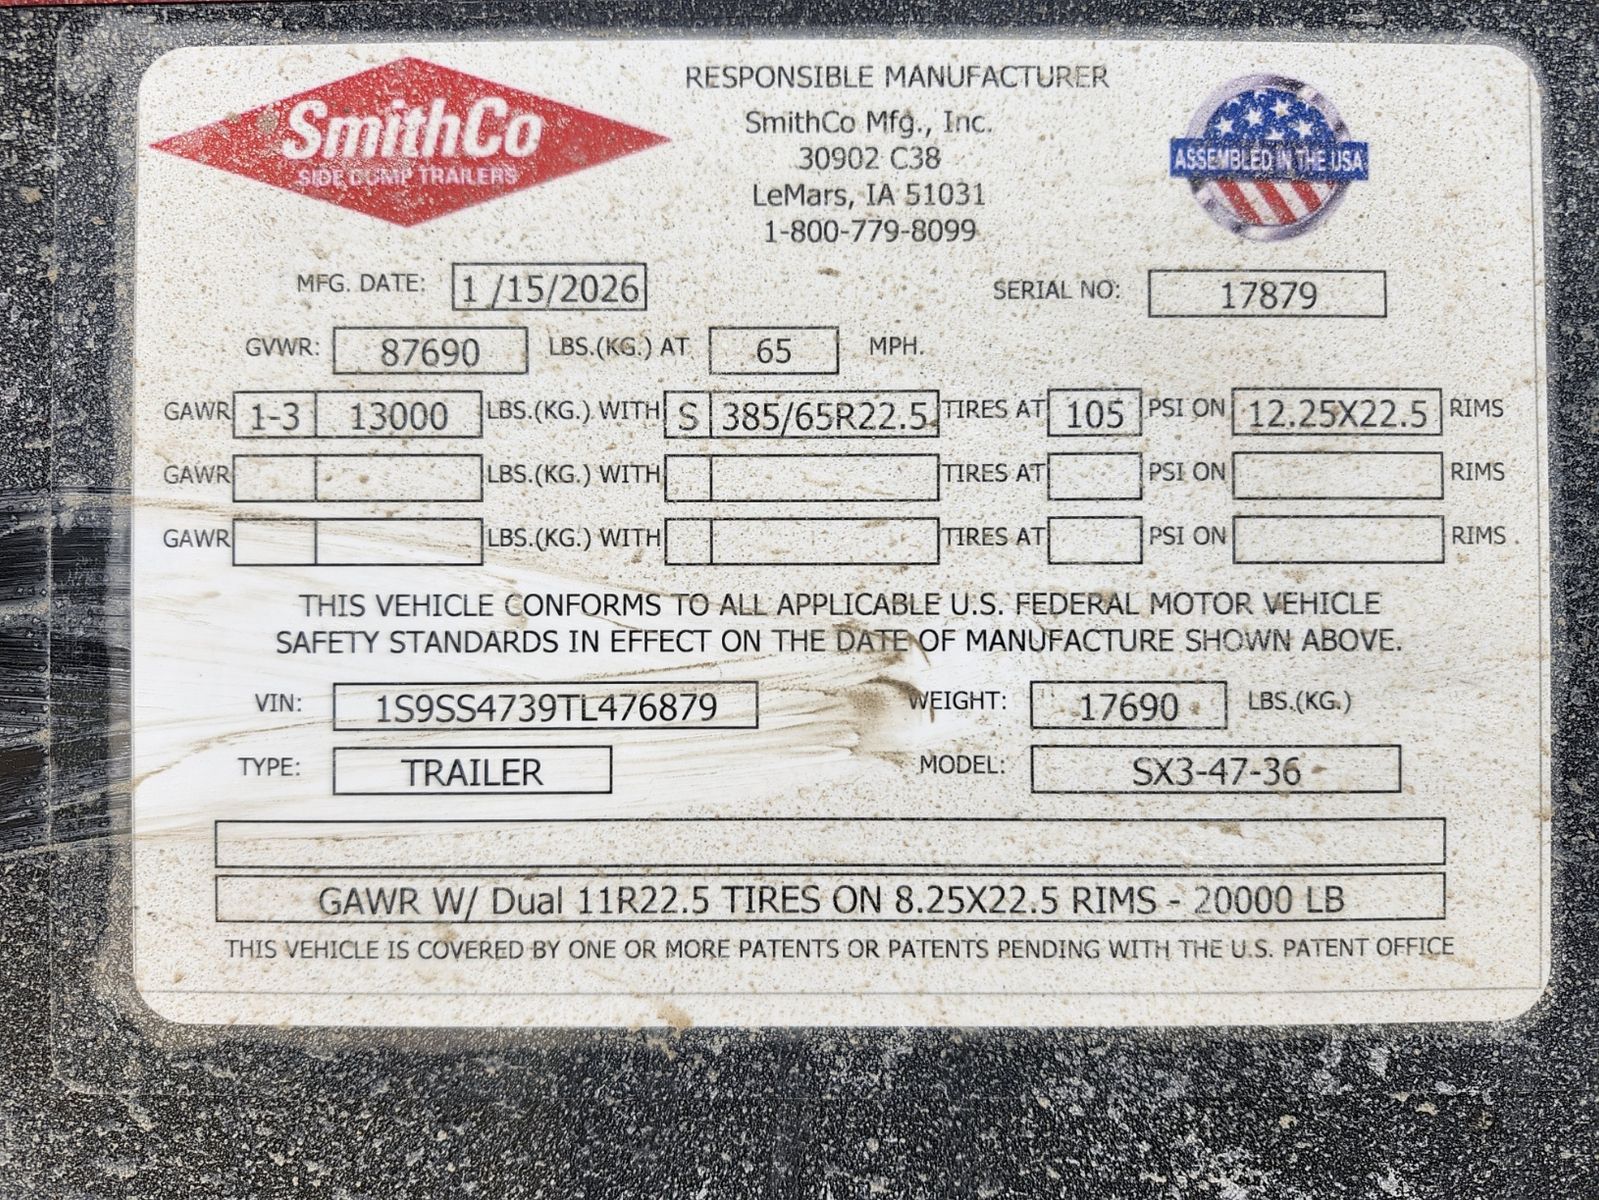 SmithCo
SIDE DUMP TRAILERS
RESPONSIBLE MANUFACTURER
SmithCo Mfg., Inc.
30902 C38
LeMars, IA 51031
1-800-779-8099
ASSEMBLED IN THE USA
MFG. DATE: 1 /15/2026 SERIAL NO: 17879
GVWR: 87690 LBS.(KG.) AT 65 MPH.
GAWR 1-3 13000 LBS.(KG.) WITH S 385/65R22.5 TIRES AT 105 PSI ON 12.25X22.5 RIMS
GAWR LBS.(KG.) WITH TIRES AT PSI ON RIMS
GAWR LBS.(KG.) WITH TIRES AT PSI ON RIMS .
THIS VEHICLE CONFORMS TO ALL APPLICABLE U.S. FEDERAL MOTOR VEHICLE
SAFETY STANDARDS IN EFFECT ON THE DATE OF MANUFACTURE SHOWN ABOVE.
VIN: 1S9SS4739TL476879 WEIGHT: 17690 LBS.(KG.)
TYPE: TRAILER MODEL: SX3-47-36
GAWR W/ Dual 11R22.5 TIRES ON 8.25X22.5 RIMS - 20000 LB
THIS VEHICLE IS COVERED BY ONE OR MORE PATENTS OR PATENTS PENDING WITH THE U.S. PATENT OFFICE